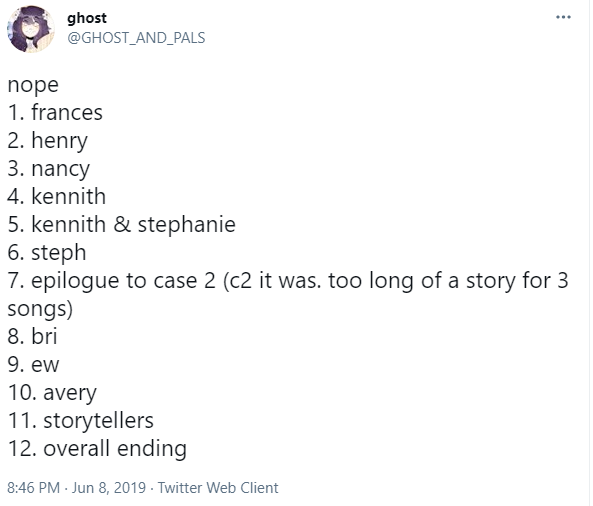 ghost
@GHOST_AND_PALS
nope
1. frances
2. henry
3. nancy
4. kennith
5. kennith & stephanie
6. steph
7. epilogue to case 2 (c2 it was. too long of a story for 3
songs)
8. bri
9. ew
10. avery
11. storytellers
12. overall ending
8:46 PM · Jun 8, 2019 · Twitter Web Client